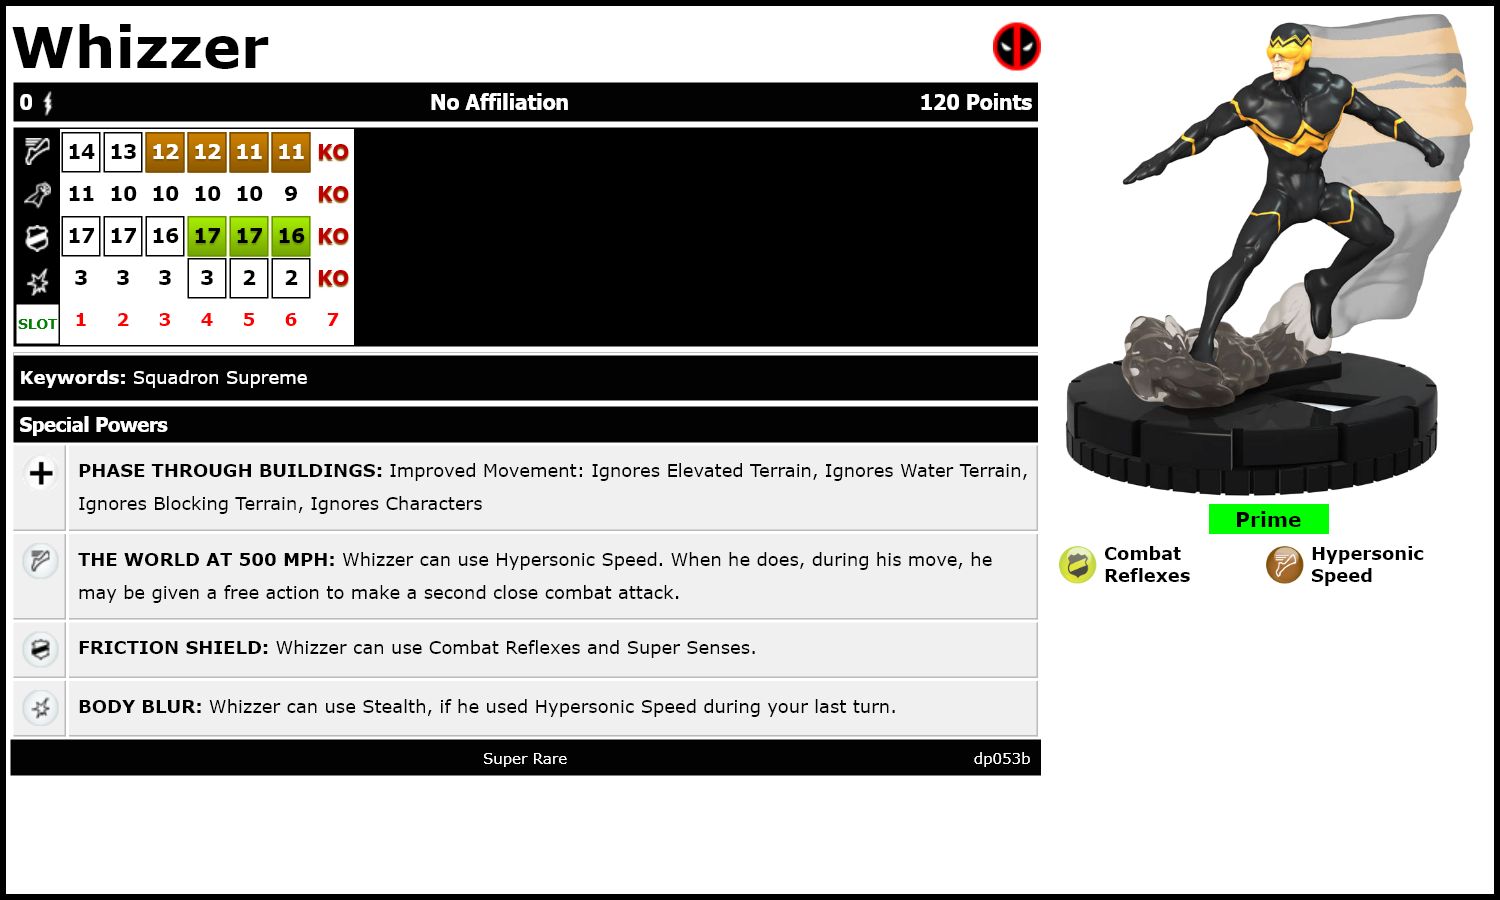 Whizzer
0 No Affiliation 120 Points
14 13 12 12 11 11 KO
11 10 10 10 10 9 KO
17 17 16 17 17 16 KO
3 3 3 3 2 2 KO
SLOT 1 2 3 4 5 6 7
Keywords: Squadron Supreme
Special Powers
PHASE THROUGH BUILDINGS: Improved Movement: Ignores Elevated Terrain, Ignores Water Terrain,
Ignores Blocking Terrain, Ignores Characters
THE WORLD AT 500 MPH: Whizzer can use Hypersonic Speed. When he does, during his move, he
may be given a free action to make a second close combat attack.
FRICTION SHIELD: Whizzer can use Combat Reflexes and Super Senses.
BODY BLUR: Whizzer can use Stealth, if he used Hypersonic Speed during your last turn.
Super Rare dp053b
Prime
Combat
Reflexes
Hypersonic
Speed